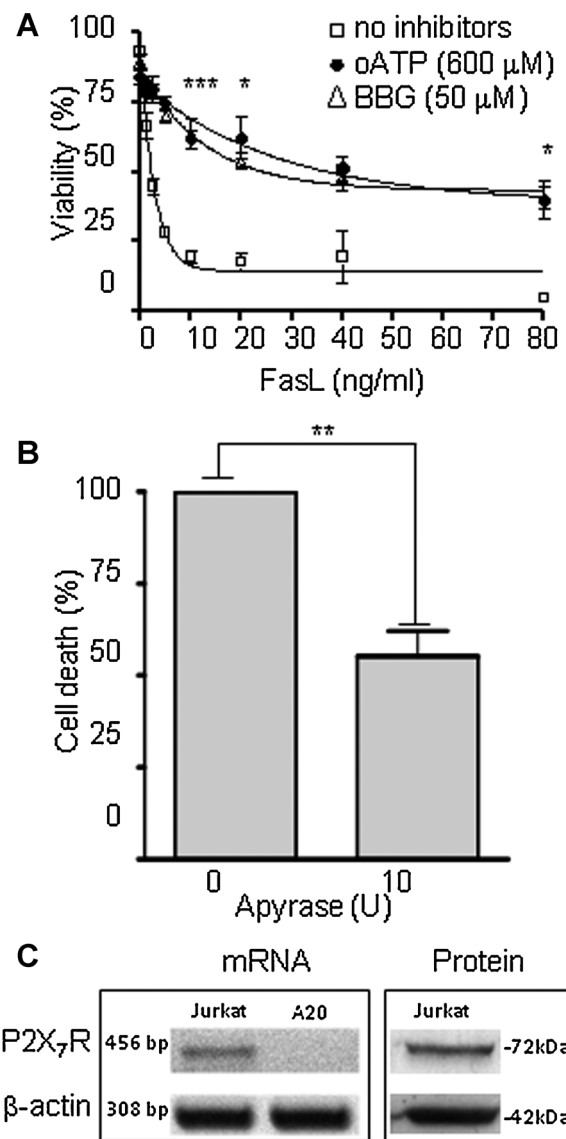 A
100
75
50
25
0
Viability (%)
□ no inhibitors
● oATP (600 µM)
△ BBG (50 µM)
***
*
*
0 10 20 30 40 50 60 70 80
FasL (ng/ml)
B
**
100
75
50
25
0
Cell death (%)
0 10
Apyrase (U)
C
mRNA Protein
Jurkat A20 Jurkat
P2X₇R 456 bp -72kDa
β-actin 308 bp -42kDa